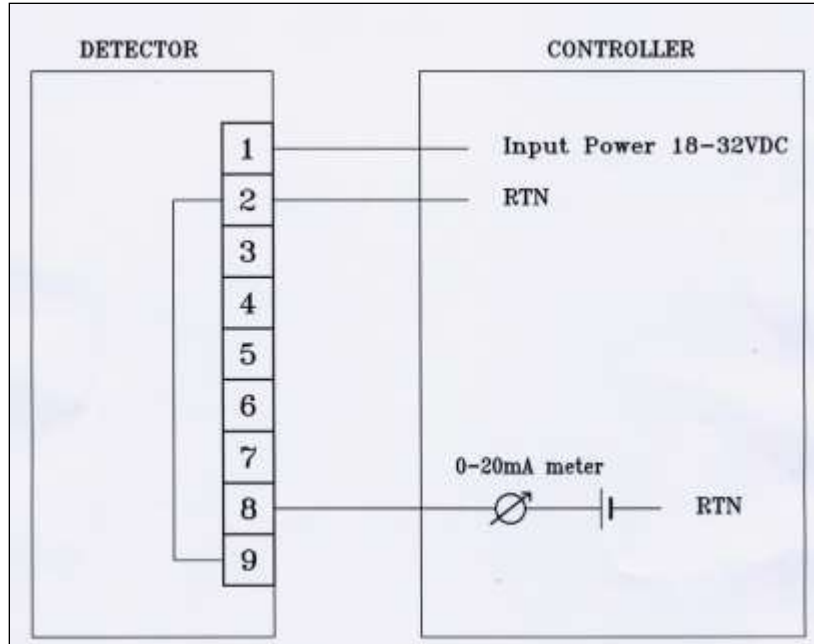 DETECTOR
CONTROLLER
1
Input Power 18-32VDC
2
RTN
3
4
5
6
7
0-20mA meter
8
RTN
9